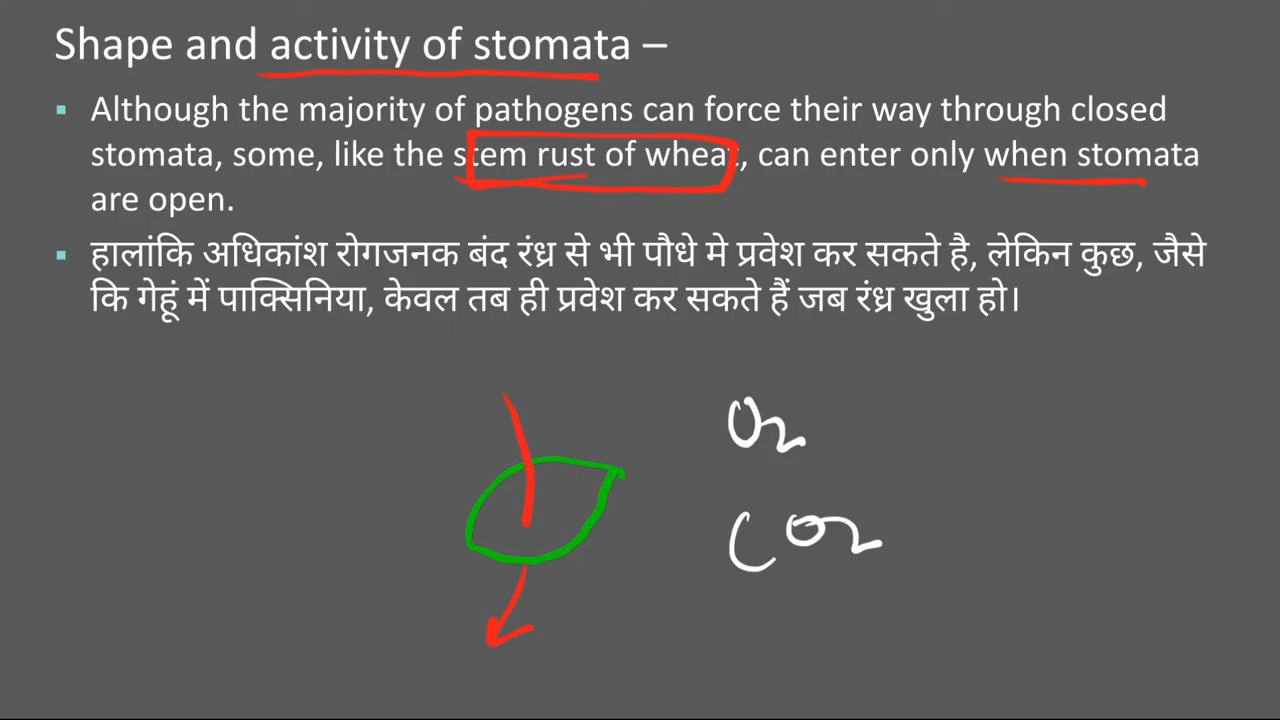 Shape and activity of stomata –
▪ Although the majority of pathogens can force their way through closed
stomata, some, like the stem rust of wheat, can enter only when stomata
are open.
▪ हालांकि अधिकांश रोगजनक बंद रंध्र से भी पौधे मे प्रवेश कर सकते है, लेकिन कुछ, जैसे
कि गेहूं में पाक्सिनिया, केवल तब ही प्रवेश कर सकते हैं जब रंध्र खुला हो।
O2
CO2